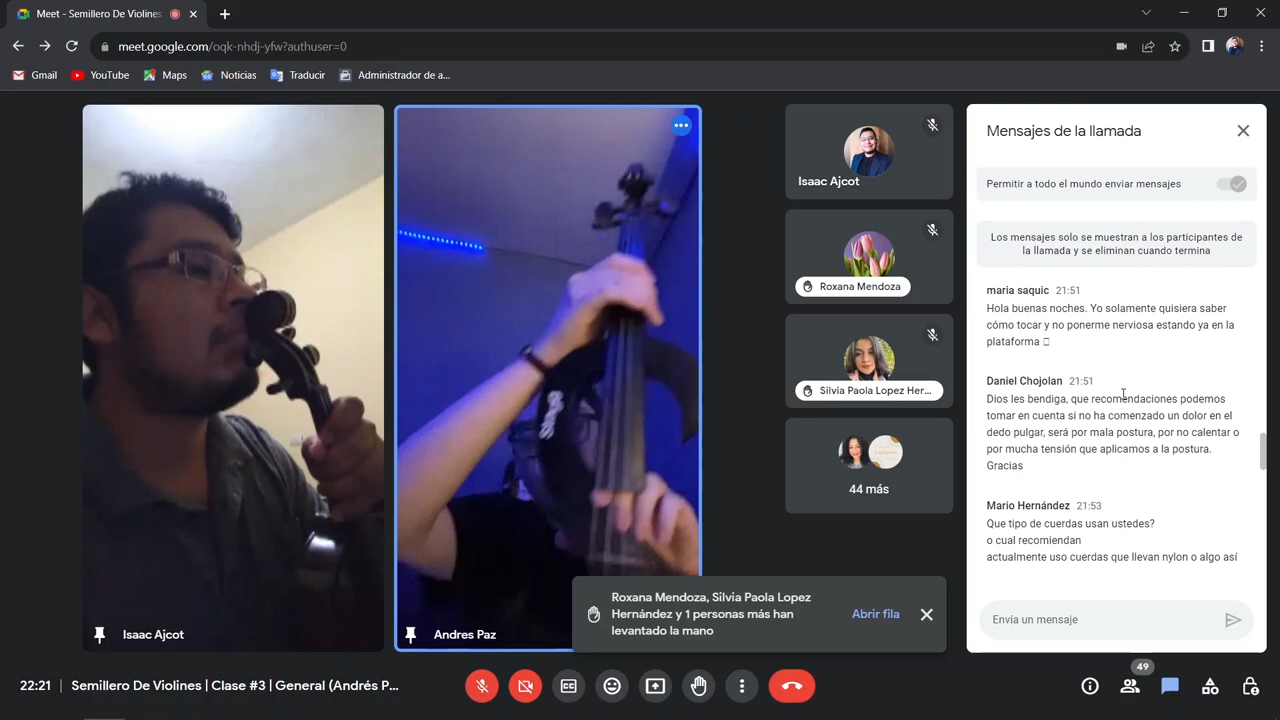 Meet - Semillero De Violines
meet.google.com/oqk-nhdj-yfw?authuser=0
Gmail
YouTube
Maps
Noticias
Traducir
Administrador de a...
Isaac Ajcot
Andres Paz
Isaac Ajcot
Roxana Mendoza
Silvia Paola Lopez Her...
44 más
Roxana Mendoza, Silvia Paola Lopez
Hernández y 1 personas más han
levantado la mano
Abrir fila
Mensajes de la llamada
Permitir a todo el mundo enviar mensajes
Los mensajes solo se muestran a los participantes de
la llamada y se eliminan cuando termina
maria saquic 21:51
Hola buenas noches. Yo solamente quisiera saber
cómo tocar y no ponerme nerviosa estando ya en la
plataforma
Daniel Chojolan 21:51
Dios les bendiga, que recomendaciones podemos
tomar en cuenta si no ha comenzado un dolor en el
dedo pulgar, será por mala postura, por no calentar o
por mucha tensión que aplicamos a la postura.
Gracias
Mario Hernández 21:53
Que tipo de cuerdas usan ustedes?
o cual recomiendan
actualmente uso cuerdas que llevan nylon o algo así
Envía un mensaje
22:21 | Semillero De Violines | Clase #3 | General (Andrés P...
49